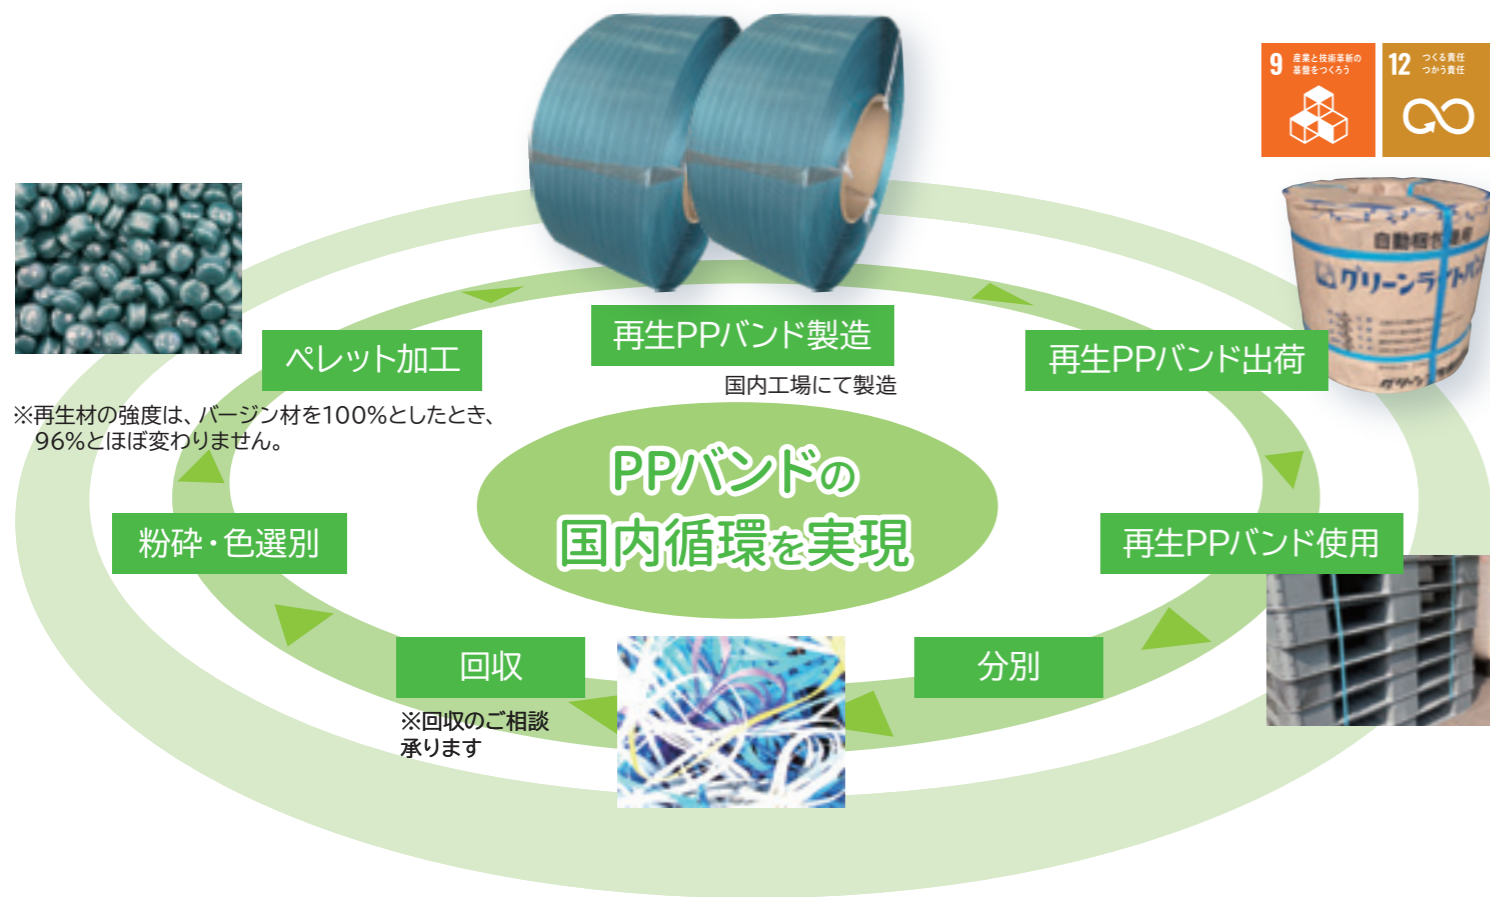 9 産業と技術革新の
基盤をつくろう
12 つくる責任
つかう責任
自動梱包
グリーンライトバン
再生PPバンド製造
国内工場にて製造
ペレット加工
※再生材の強度は、バージン材を100%としたとき、
96%とほぼ変わりません。
再生PPバンド出荷
PPバンドの
国内循環を実現
粉砕・色選別
再生PPバンド使用
回収
※回収のご相談
承ります
分別